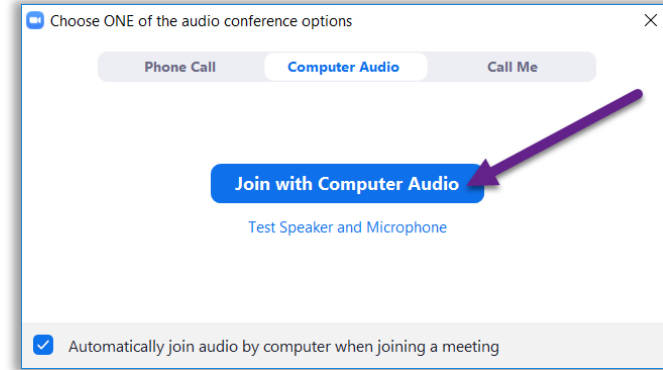 Choose ONE of the audio conference options
Phone Call Computer Audio Call Me
Join with Computer Audio
Test Speaker and Microphone
Automatically join audio by computer when joining a meeting